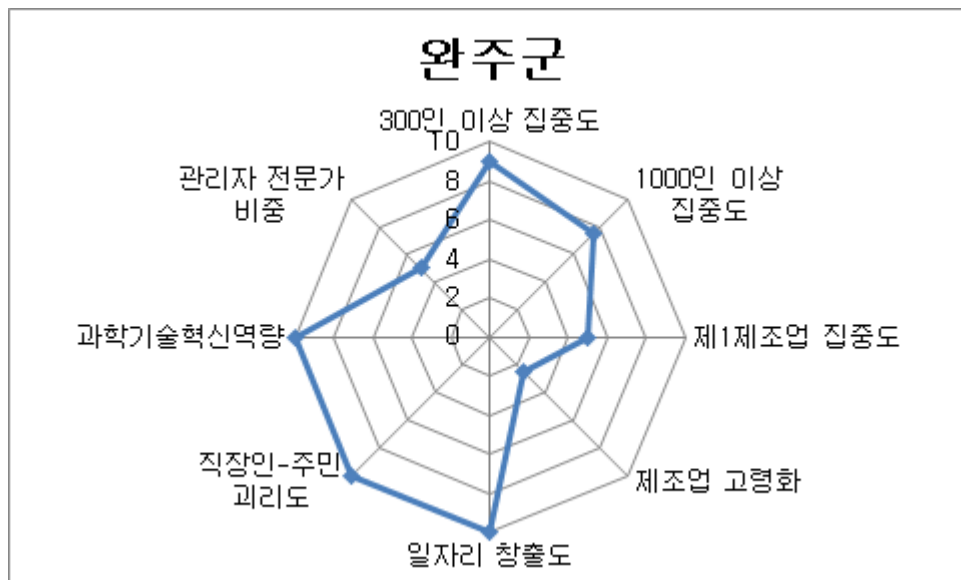 완주군
300인 이상 집중도
10
8
6
4
2
0
1000인 이상
집중도
제1제조업 집중도
제조업 고령화
일자리 창출도
직장인-주민
괴리도
과학기술혁신역량
관리자 전문가
비중